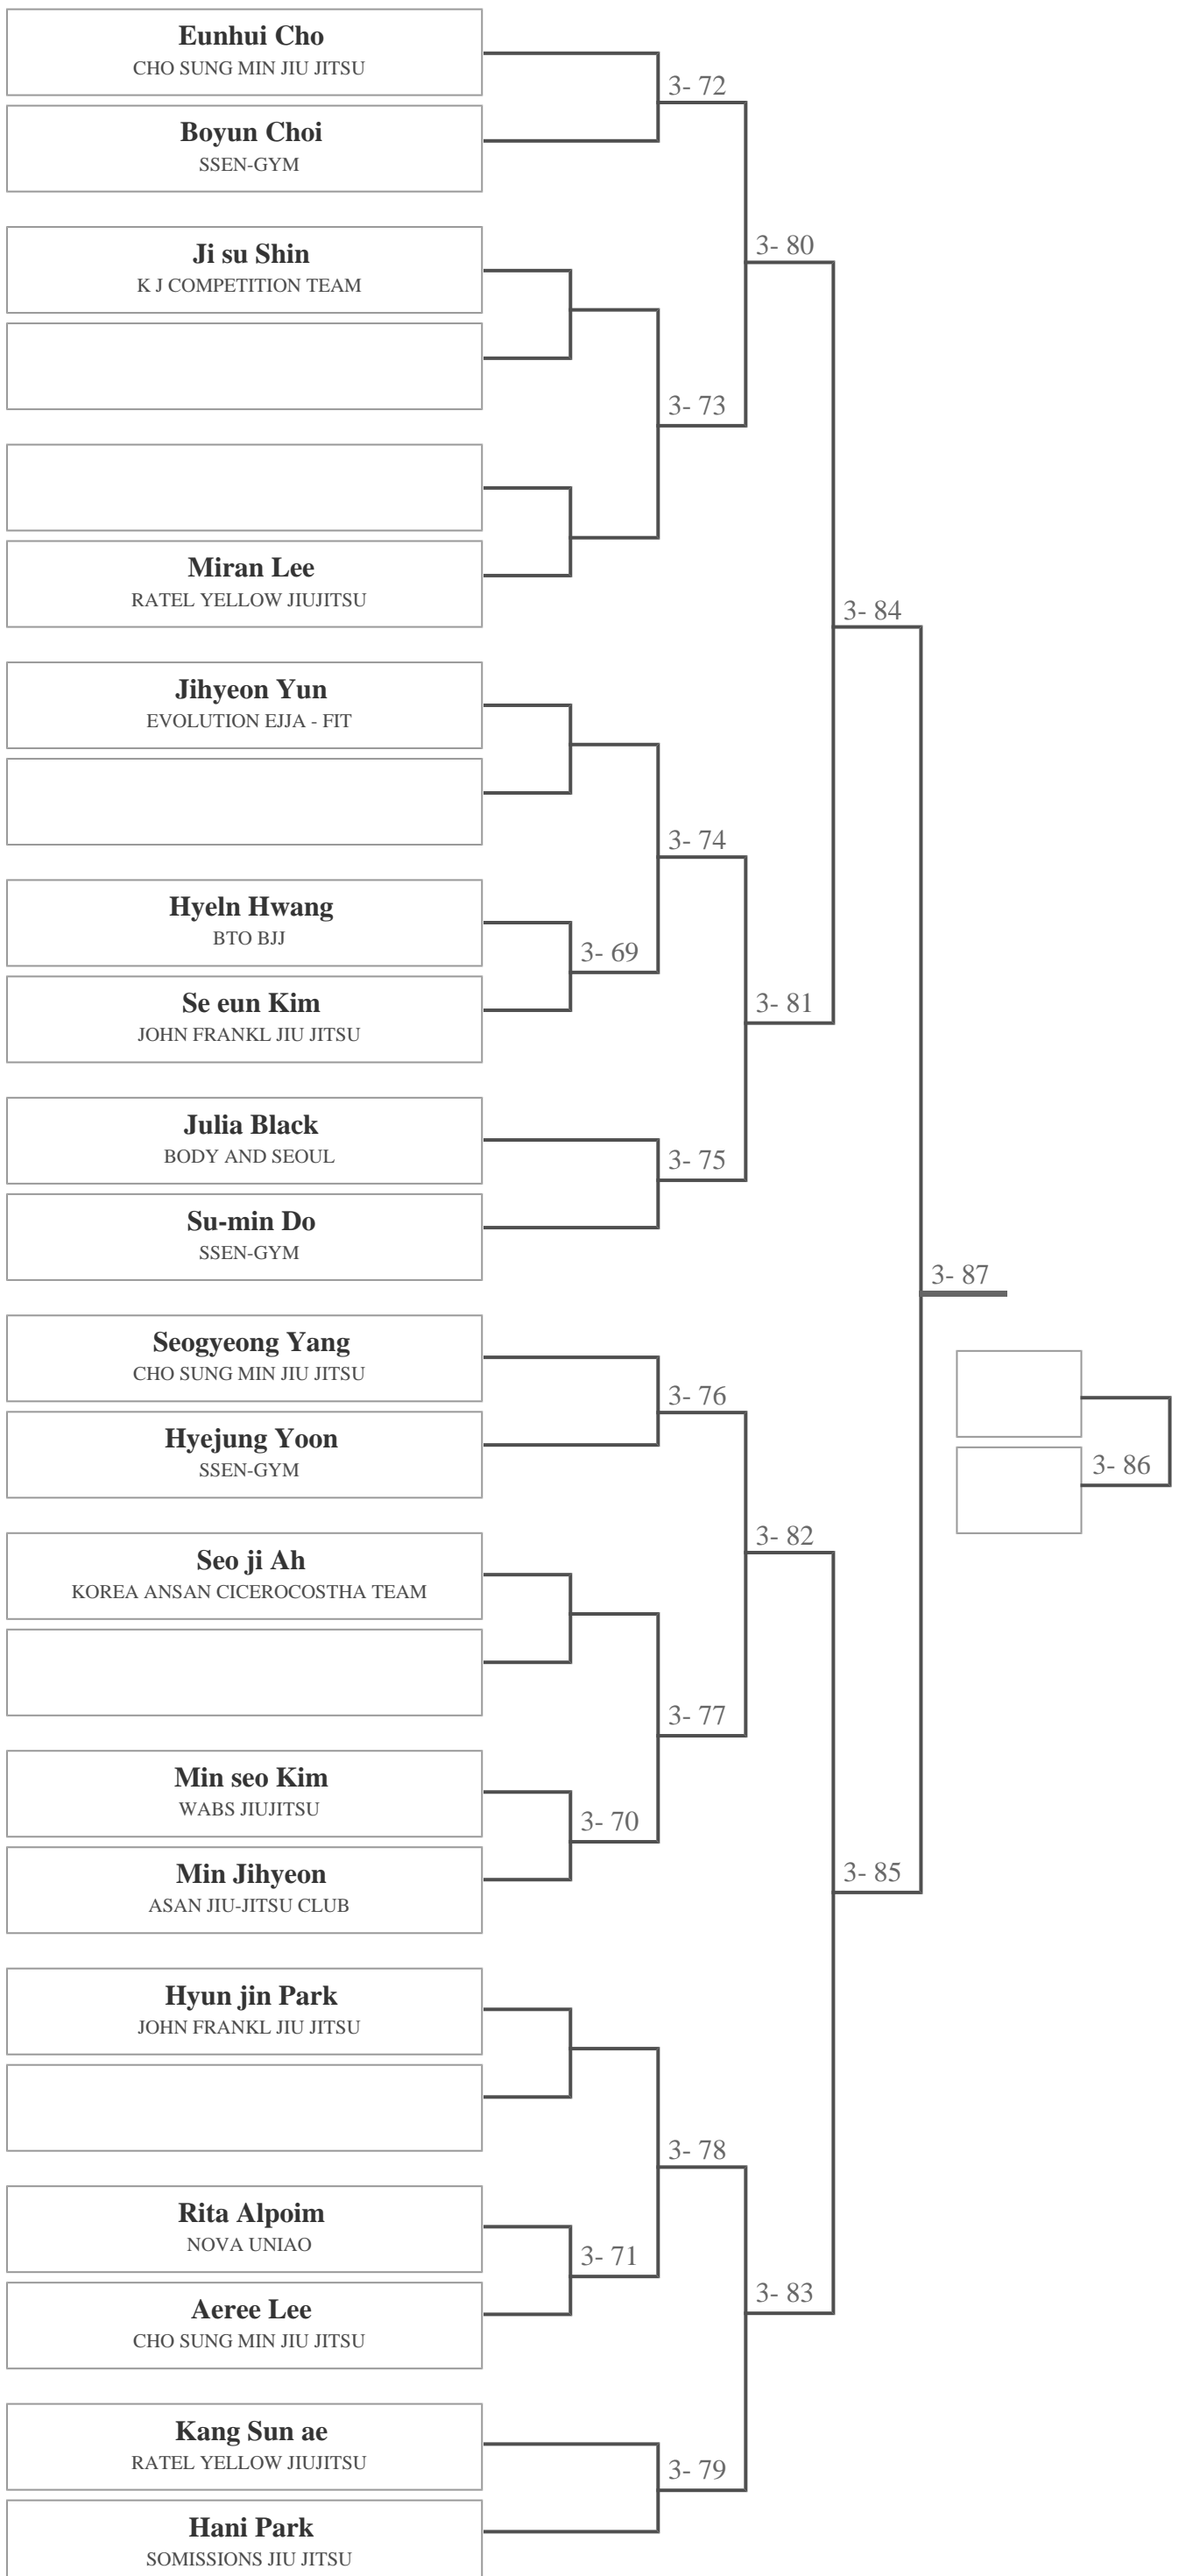 Eunhui Cho
CHO SUNG MIN JIU JITSU
3- 72
Boyun Choi
SSEN-GYM
Ji su Shin
K J COMPETITION TEAM
3- 80
3- 73
Miran Lee
RATEL YELLOW JIUJITSU
3- 84
Jihyeon Yun
EVOLUTION EJJA - FIT
3- 74
Hyeln Hwang
BTO BJJ
3- 69
Se eun Kim
JOHN FRANKL JIU JITSU
3- 81
Julia Black
BODY AND SEOUL
3- 75
Su-min Do
SSEN-GYM
3- 87
Seogyeong Yang
CHO SUNG MIN JIU JITSU
3- 76
Hyejung Yoon
SSEN-GYM
3- 86
Seo ji Ah
KOREA ANSAN CICEROCOSTHA TEAM
3- 82
3- 77
Min seo Kim
WABS JIUJITSU
3- 70
Min Jihyeon
ASAN JIU-JITSU CLUB
3- 85
Hyun jin Park
JOHN FRANKL JIU JITSU
3- 78
Rita Alpoim
NOVA UNIAO
3- 71
Aeree Lee
CHO SUNG MIN JIU JITSU
3- 83
Kang Sun ae
RATEL YELLOW JIUJITSU
3- 79
Hani Park
SOMISSIONS JIU JITSU